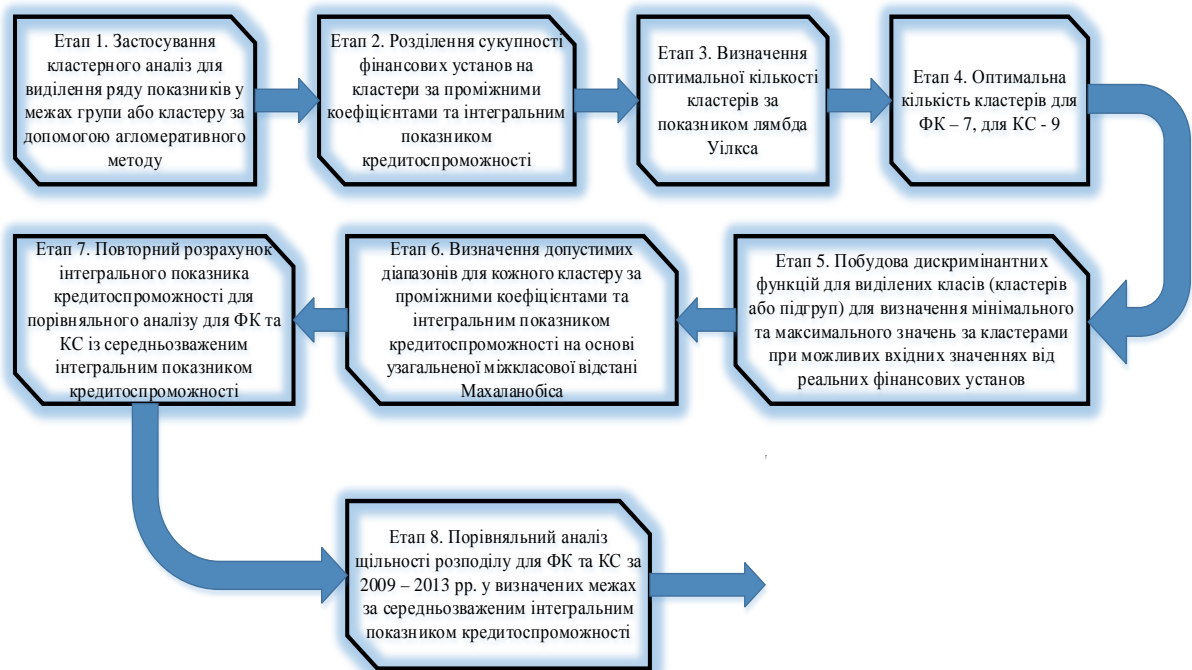 Етап 1. Застосування
кластерного аналіз для
виділення ряду показників у
межах групи або кластеру за
допомогою агломеративного
методу
Етап 2. Розділення сукупності
фінансових установ на
кластери за проміжними
коефіцієнтами та інтегральним
показником
кредитоспроможності
Етап 3. Визначення
оптимальної кількості
кластерів за
показником лямбда
Уілкса
Етап 4. Оптимальна
кількість кластерів для
ФК – 7, для КС - 9
Етап 5. Побудова дискримінантних
функцій для виділених класів (кластерів
або підгруп) для визначення мінімального
та максимального значень за кластерами
при можливих вхідних значеннях від
реальних фінансових установ
Етап 6. Визначення допустимих
діапазонів для кожного кластеру за
проміжними коефіцієнтами та
інтегральним показником
кредитоспроможності на основі
узагальненої міжкласової відстані
Махаланобіса
Етап 7. Повторний розрахунок
інтегрального показника
кредитоспроможності для
порівняльного аналізу для ФК та
КС із середньозваженим
інтегральним показником
кредитоспроможності
Етап 8. Порівняльний аналіз
щільності розподілу для ФК та КС за
2009 – 2013 рр. у визначених межах
за середньозваженим інтегральним
показником кредитоспроможності